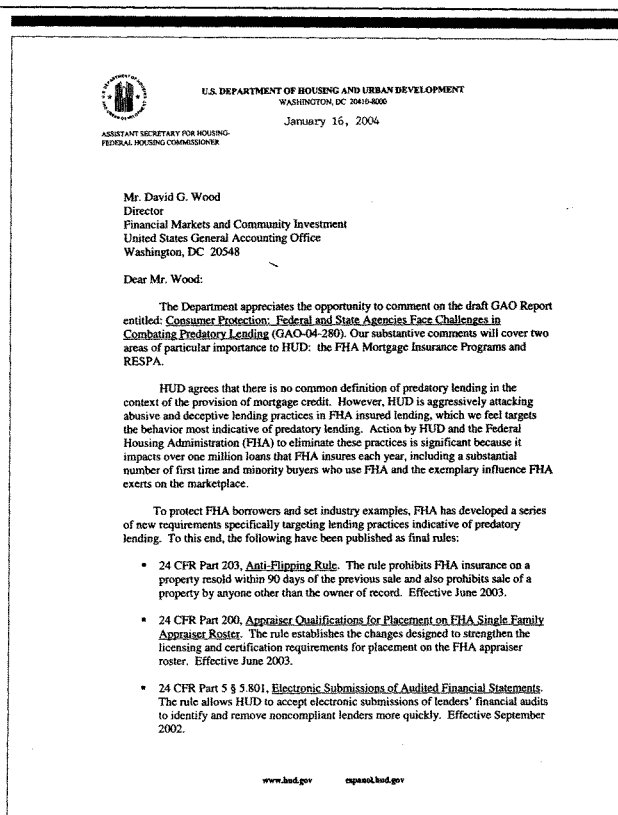 U.S. DEPARTMENT OF HOUSING AND URBAN DEVELOPMENT
WASHINGTON, DC 20410-8000
January 16, 2004
ASSISTANT SECRETARY FOR HOUSING-
FEDERAL HOUSING COMMISSIONER
Mr. David G. Wood
Director
Financial Markets and Community Investment
United States General Accounting Office
Washington, DC 20548
Dear Mr. Wood:
The Department appreciates the opportunity to comment on the draft GAO Report
entitled: Consumer Protection: Federal and State Agencies Face Challenges in
Combating Predatory Lending (GAO-04-280). Our substantive comments will cover two
areas of particular importance to HUD: the FHA Mortgage Insurance Programs and
RESPA.
HUD agrees that there is no common definition of predatory lending in the
context of the provision of mortgage credit. However, HUD is aggressively attacking
abusive and deceptive lending practices in FHA insured lending, which we feel targets
the behavior most indicative of predatory lending. Action by HUD and the Federal
Housing Administration (FHA) to eliminate these practices is significant because it
impacts over one million loans that FHA insures each year, including a substantial
number of first time and minority buyers who use FHA and the exemplary influence FHA
exerts on the marketplace.
To protect FHA borrowers and set industry examples, FHA has developed a series
of new requirements specifically targeting lending practices indicative of predatory
lending. To this end, the following have been published as final rules:
▪ 24 CFR Part 203, Anti-Flipping Rule. The rule prohibits FHA insurance on a
property resold within 90 days of the previous sale and also prohibits sale of a
property by anyone other than the owner of record. Effective June 2003.
▪ 24 CFR Part 200, Appraiser Qualifications for Placement on FHA Single Family
Appraiser Roster. The rule establishes the changes designed to strengthen the
licensing and certification requirements for placement on the FHA appraiser
roster. Effective June 2003.
▪ 24 CFR Part 5 § 5.801, Electronic Submissions of Audited Financial Statements.
The rule allows HUD to accept electronic submissions of lenders' financial audits
to identify and remove noncompliant lenders more quickly. Effective September
2002.
www.hud.gov espanol.hud.gov